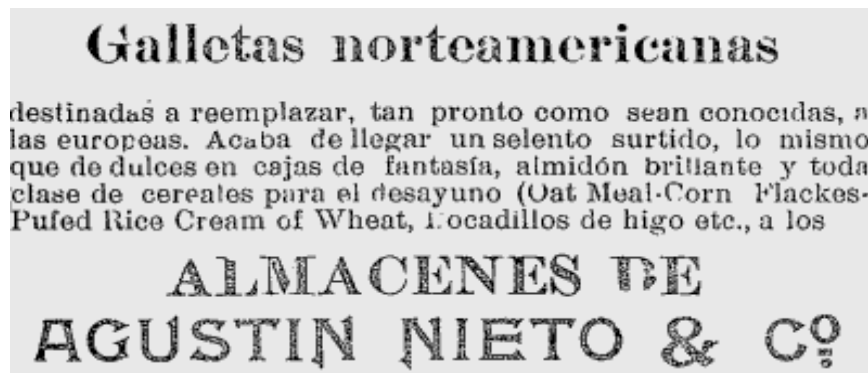 Galletas norteamericanas
destinadas a reemplazar, tan pronto como sean conocidas, a
las europeas. Acaba de llegar un selento surtido, lo mismo
que de dulces en cajas de fantasía, almidón brillante y toda
clase de cereales para el desayuno (Oat Meal-Corn Flackes-
Pufed Rice Cream of Wheat, Bocadillos de higo etc., a los
ALMACENES DE
AGUSTIN NIETO & Cº